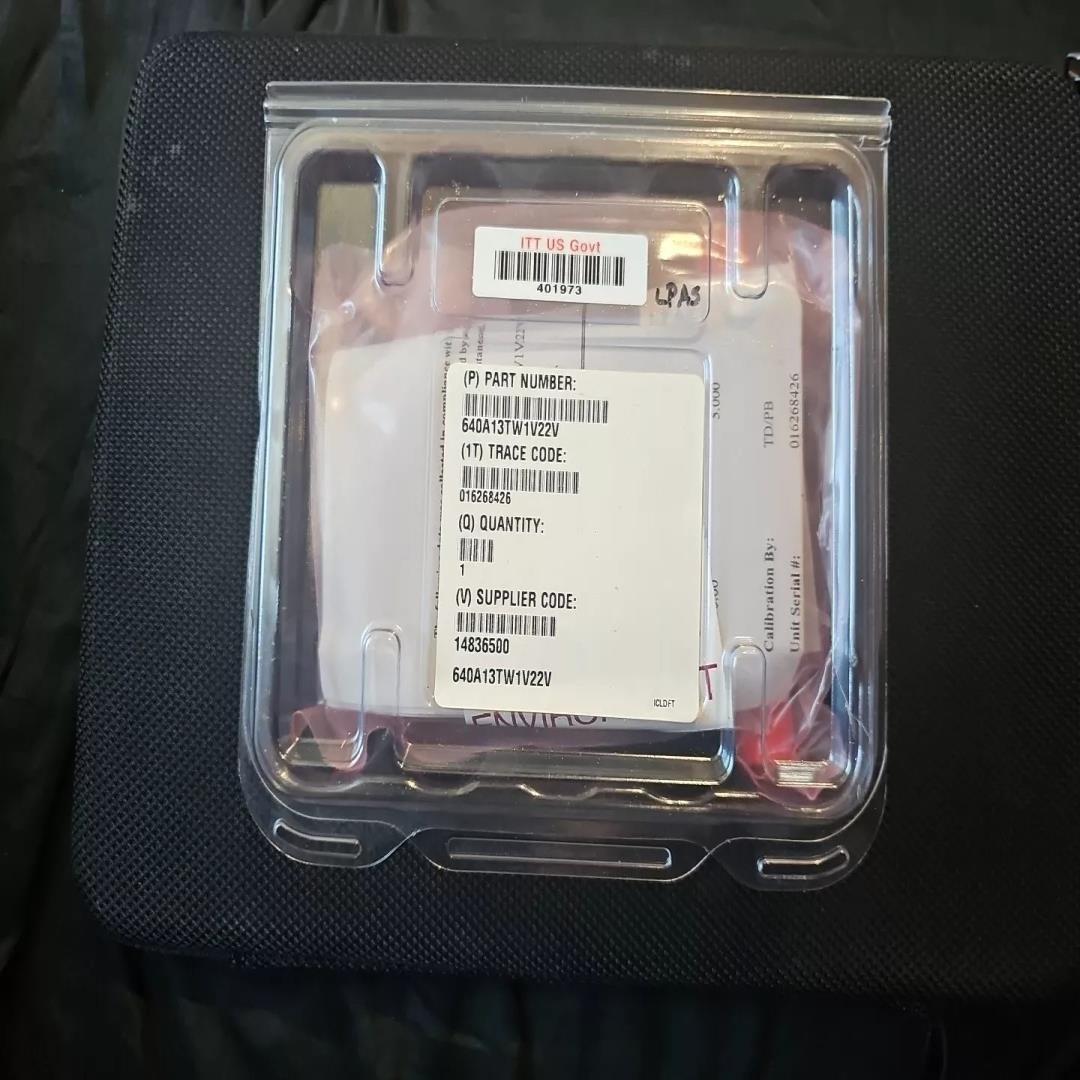 ITT US Govt
401973
LPAS
(P) PART NUMBER:
640A13TW1V22V
(1T) TRACE CODE:
016268426
(Q) QUANTITY:
1
(V) SUPPLIER CODE:
14836500
640A13TW1V22V
ICLDFT
5.000
TD/PB
016268426
Calibration By:
Unit Serial #: